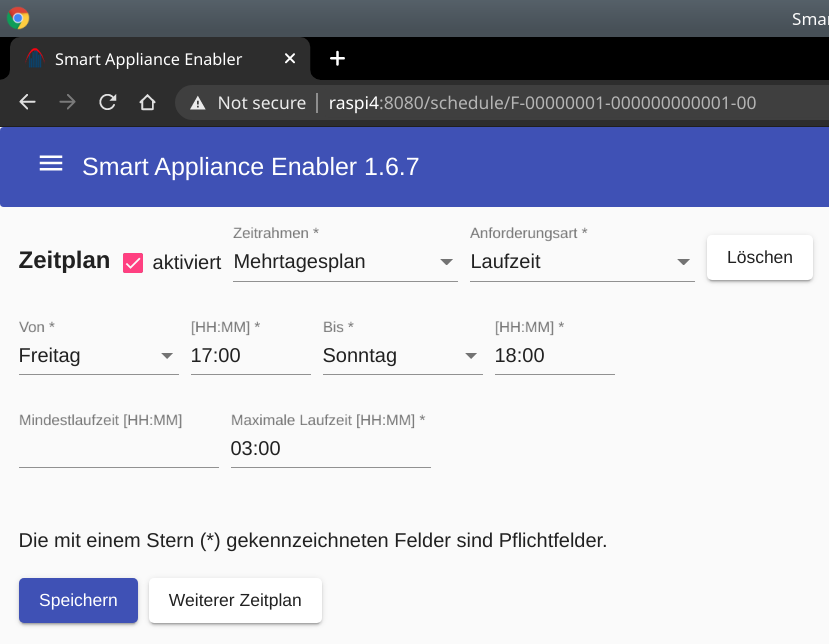 Smar
Smart Appliance Enabler
Not secure | raspi4:8080/schedule/F-00000001-000000000001-00
Smart Appliance Enabler 1.6.7
Zeitrahmen * Anforderungsart *
Zeitplan aktiviert Mehrtagesplan Laufzeit Löschen
Von * [HH:MM] * Bis * [HH:MM] *
Freitag 17:00 Sonntag 18:00
Mindestlaufzeit [HH:MM] Maximale Laufzeit [HH:MM] *
03:00
Die mit einem Stern (*) gekennzeichneten Felder sind Pflichtfelder.
Speichern Weiterer Zeitplan